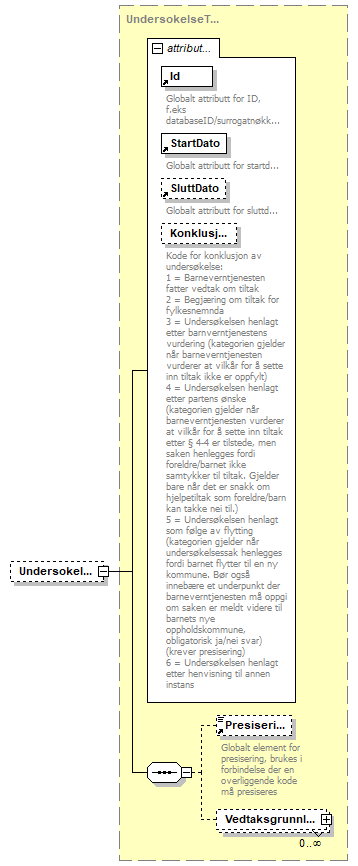 UndersokelseT...
attribut...
Id
Globalt attributt for ID,
f.eks
databaseID/surrogatnøkk...
StartDato
Globalt attributt for startd...
SluttDato
Globalt attributt for sluttd...
Konklusj...
Kode for konklusjon av
undersøkelse:
1 = Barneverntjenesten
fatter vedtak om tiltak
2 = Begjæring om tiltak for
fylkesnemnda
3 = Undersøkelsen henlagt
etter barnverntjenestens
vurdering (kategorien gjelder
når barneverntjenesten
vurderer at vilkår for å sette
inn tiltak ikke er oppfylt)
4 = Undersøkelsen henlagt
etter partens ønske
(kategorien gjelder når
barneverntjenesten vurderer
at vilkår for å sette inn tiltak
etter § 4-4 er tilstede, men
saken henlegges fordi
foreldre/barnet ikke
samtykker til tiltak. Gjelder
bare når det er snakk om
hjelpetiltak som foreldre/barn
kan takke nei til.)
5 = Undersøkelsen henlagt
som følge av flytting
(kategorien gjelder når
undersøkelsessak henlegges
fordi barnet flytter til en ny
kommune. Bør også
innebære et underpunkt der
barneverntjenesten må oppgi
om saken er meldt videre til
barnets nye
oppholdskommune,
obligatorisk ja/nei svar)
(krever presisering)
6 = Undersøkelsen henlagt
etter henvisning til annen
instans
Undersokel...
Presiseri...
Globalt element for
presisering, brukes i
forbindelse der en
overliggende kode
må presiseres
Vedtaksgrunnl...
0..∞